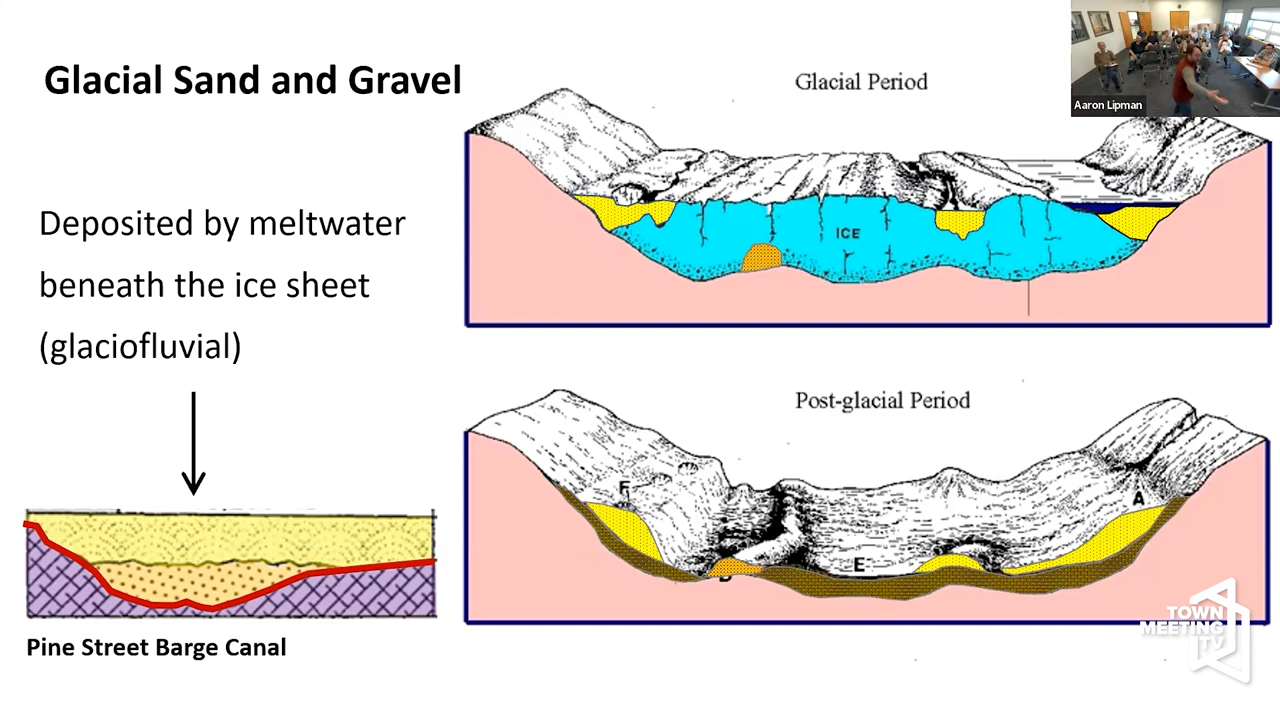 Glacial Sand and Gravel
Glacial Period
Aaron Lipman
Deposited by meltwater
beneath the ice sheet
(glaciofluvial)
ICE
Post-glacial Period
F
A
E
Pine Street Barge Canal
TOWN
MEETING
TV